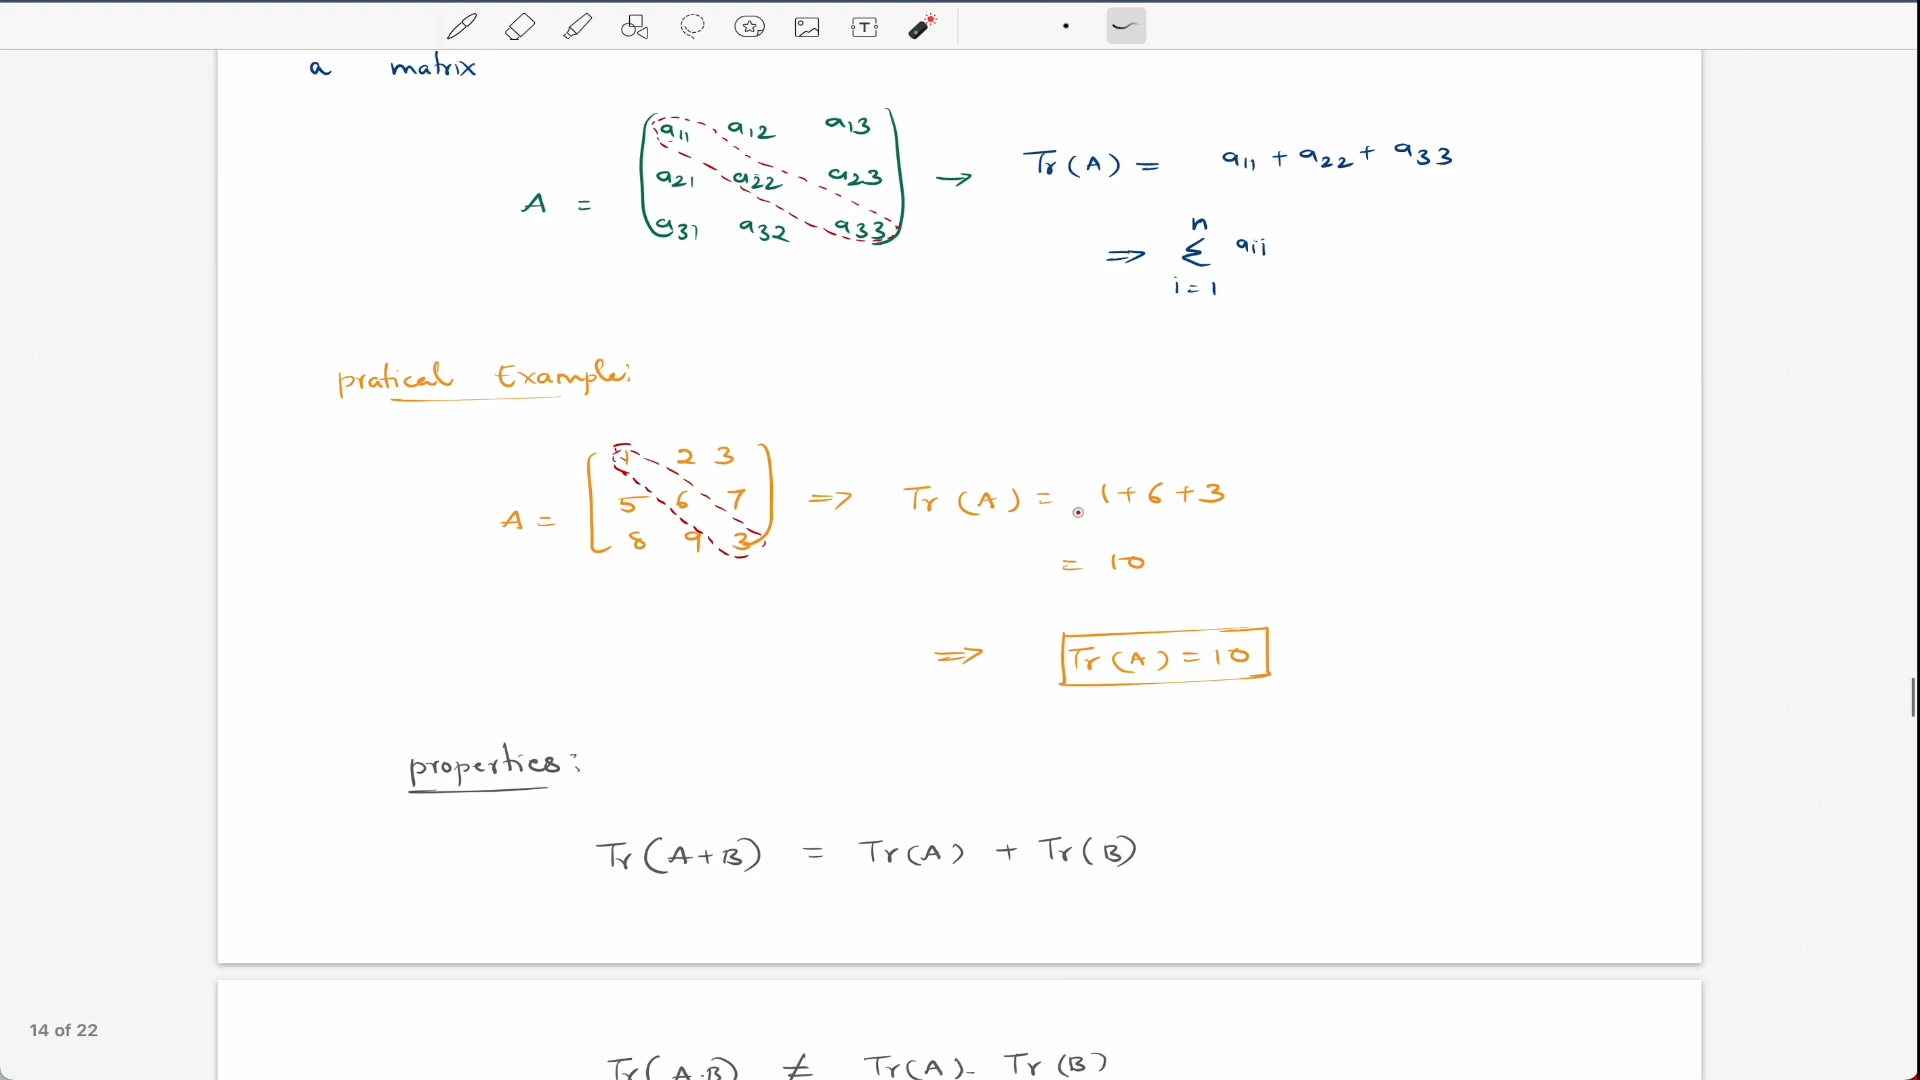 a matrix
a11 a12 a13
a21 a22 a23
a31 a32 a33
A =
→ Tr(A) = a11 + a22 + a33
n
⇒ Σ aii
i = 1
pratical Example:
1 2 3
5 6 7
8 9 3
A =
⇒ Tr (A) = 1+6+3
= 10
⇒ Tr (A) = 10
properties:
Tr(A+B) = Tr(A) + Tr(B)
14 of 22
Tr(A.B) ≠ Tr(A). Tr(B)